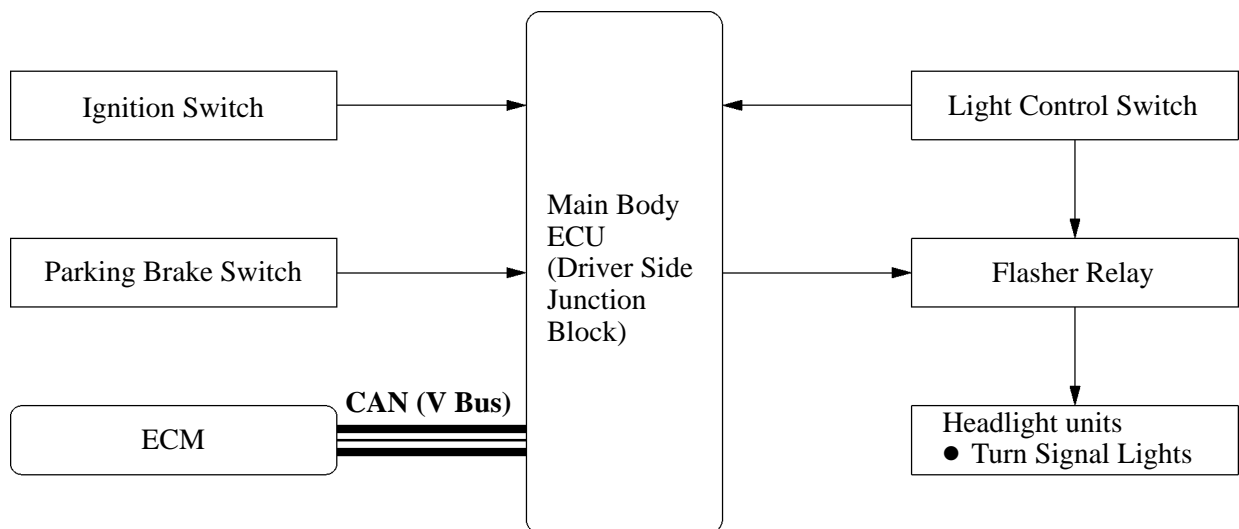 Ignition Switch
Parking Brake Switch
CAN (V Bus)
ECM
Main Body
ECU
(Driver Side
Junction
Block)
Light Control Switch
Flasher Relay
Headlight units
● Turn Signal Lights